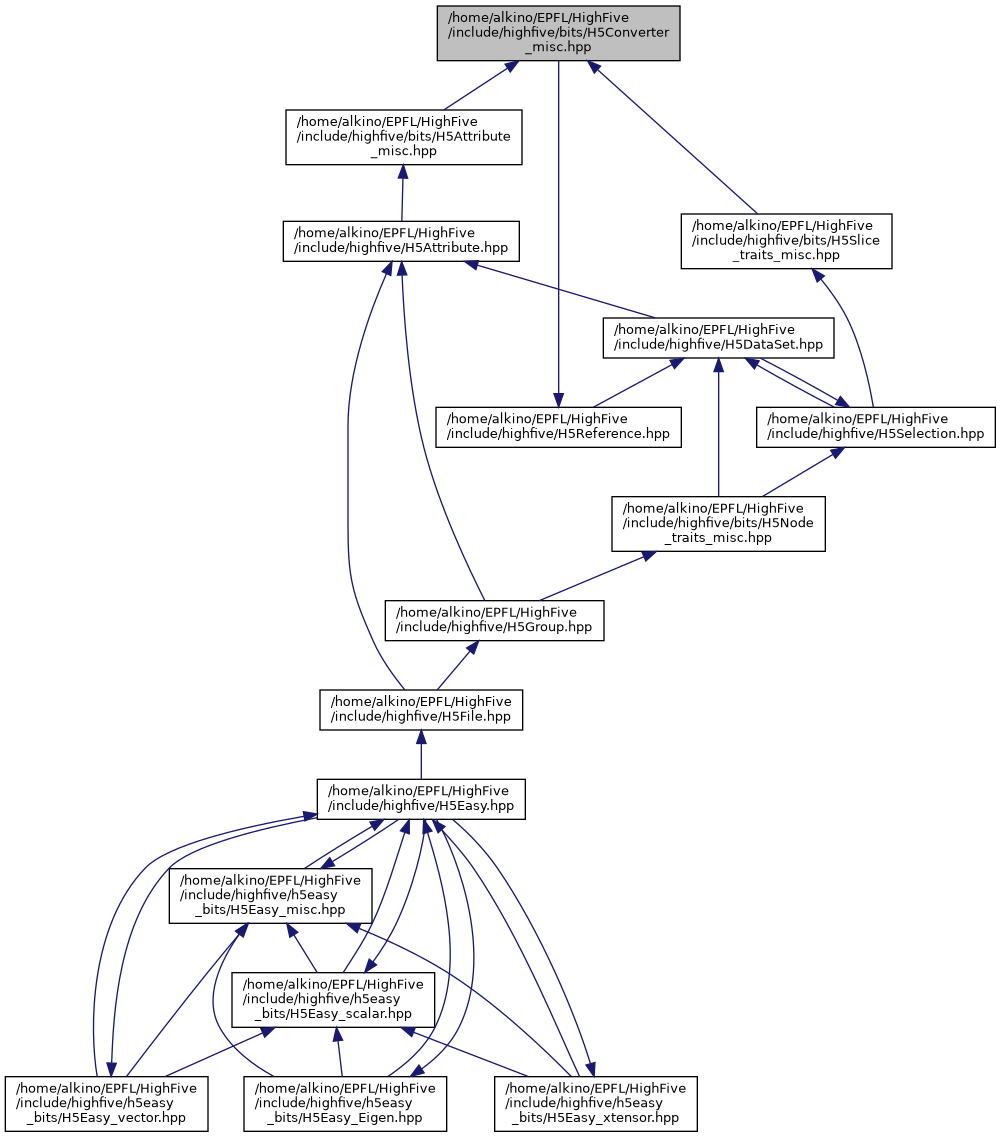 /home/alkino/EPFL/HighFive
/include/highfive/bits/H5Converter
_misc.hpp
/home/alkino/EPFL/HighFive
/include/highfive/bits/H5Attribute
_misc.hpp
/home/alkino/EPFL/HighFive
/include/highfive/H5Attribute.hpp
/home/alkino/EPFL/HighFive
/include/highfive/bits/H5Slice
_traits_misc.hpp
/home/alkino/EPFL/HighFive
/include/highfive/H5DataSet.hpp
/home/alkino/EPFL/HighFive
/include/highfive/H5Reference.hpp
/home/alkino/EPFL/HighFive
/include/highfive/H5Selection.hpp
/home/alkino/EPFL/HighFive
/include/highfive/bits/H5Node
_traits_misc.hpp
/home/alkino/EPFL/HighFive
/include/highfive/H5Group.hpp
/home/alkino/EPFL/HighFive
/include/highfive/H5File.hpp
/home/alkino/EPFL/HighFive
/include/highfive/H5Easy.hpp
/home/alkino/EPFL/HighFive
/include/highfive/h5easy
_bits/H5Easy_misc.hpp
/home/alkino/EPFL/HighFive
/include/highfive/h5easy
_bits/H5Easy_scalar.hpp
/home/alkino/EPFL/HighFive
/include/highfive/h5easy
_bits/H5Easy_vector.hpp
/home/alkino/EPFL/HighFive
/include/highfive/h5easy
_bits/H5Easy_Eigen.hpp
/home/alkino/EPFL/HighFive
/include/highfive/h5easy
_bits/H5Easy_xtensor.hpp